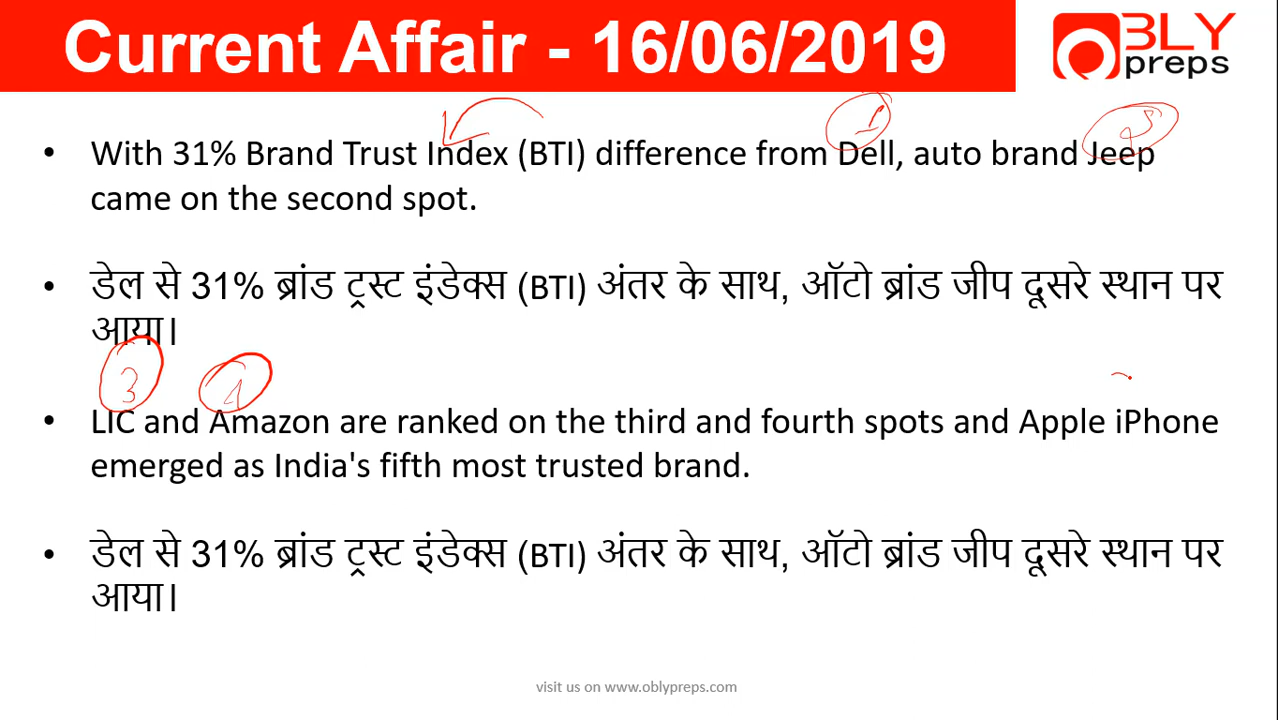 Current Affair - 16/06/2019
OBLY
preps
• With 31% Brand Trust Index (BTI) difference from Dell, auto brand Jeep
came on the second spot.
• डेल से 31% ब्रांड ट्रस्ट इंडेक्स (BTI) अंतर के साथ, ऑटो ब्रांड जीप दूसरे स्थान पर
आया।
3
• LIC and Amazon are ranked on the third and fourth spots and Apple iPhone
emerged as India's fifth most trusted brand.
• डेल से 31% ब्रांड ट्रस्ट इंडेक्स (BTI) अंतर के साथ, ऑटो ब्रांड जीप दूसरे स्थान पर
आया।
visit us on www.oblypreps.com